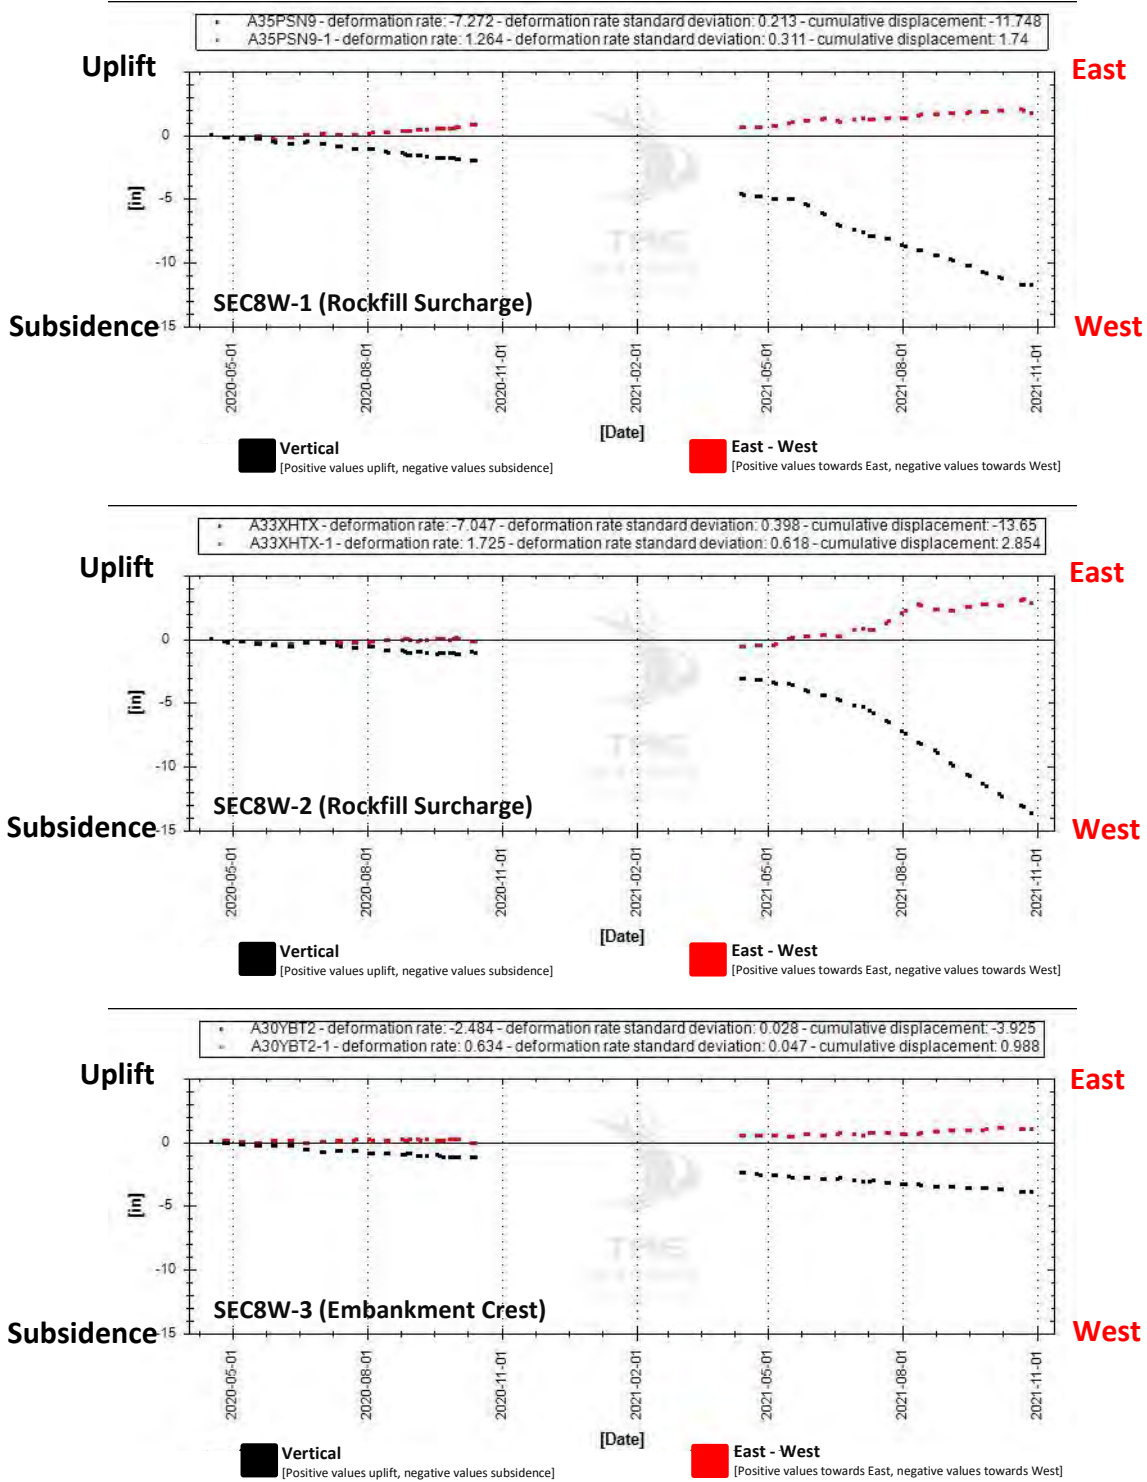 A35PSN9 - deformation rate: -7.272 - deformation rate standard deviation: 0.213 - cumulative displacement: -11.748
A35PSN9-1 - deformation rate: 1.264 - deformation rate standard deviation: 0.311 - cumulative displacement: 1.74
Uplift
East
0
-5
-10
-15
[in]
SEC8W-1 (Rockfill Surcharge)
Subsidence
West
2020-05-01
2020-08-01
2020-11-01
2021-02-01
2021-05-01
2021-08-01
2021-11-01
[Date]
Vertical
[Positive values uplift, negative values subsidence]
East - West
[Positive values towards East, negative values towards West]
A33XHTX - deformation rate: -7.047 - deformation rate standard deviation: 0.398 - cumulative displacement: -13.65
A33XHTX-1 - deformation rate: 1.725 - deformation rate standard deviation: 0.618 - cumulative displacement: 2.854
Uplift
East
0
-5
-10
-15
[in]
SEC8W-2 (Rockfill Surcharge)
Subsidence
West
2020-05-01
2020-08-01
2020-11-01
2021-02-01
2021-05-01
2021-08-01
2021-11-01
[Date]
Vertical
[Positive values uplift, negative values subsidence]
East - West
[Positive values towards East, negative values towards West]
A30YBT2 - deformation rate: -2.484 - deformation rate standard deviation: 0.028 - cumulative displacement: -3.925
A30YBT2-1 - deformation rate: 0.634 - deformation rate standard deviation: 0.047 - cumulative displacement: 0.988
Uplift
East
0
-5
-10
-15
[in]
SEC8W-3 (Embankment Crest)
Subsidence
West
2020-05-01
2020-08-01
2020-11-01
2021-02-01
2021-05-01
2021-08-01
2021-11-01
[Date]
Vertical
[Positive values uplift, negative values subsidence]
East - West
[Positive values towards East, negative values towards West]